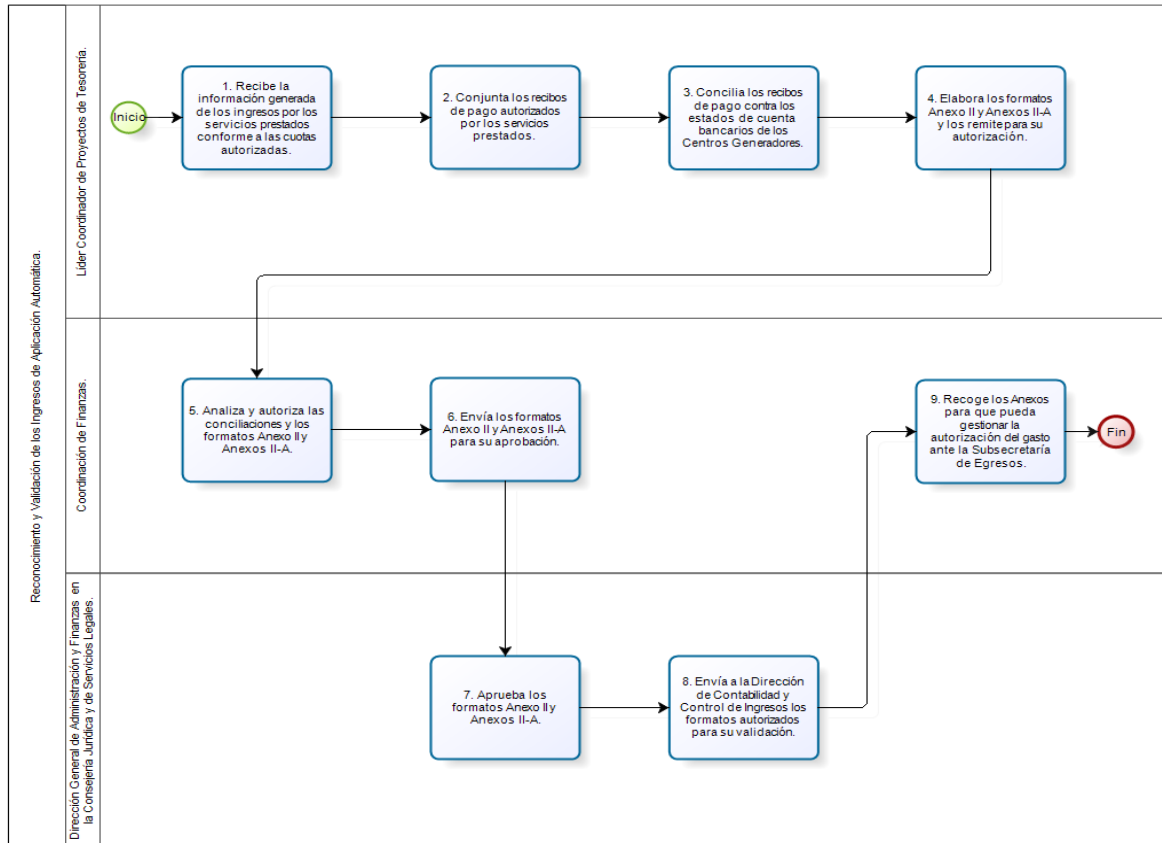 Reconocimiento y Validación de los Ingresos de Aplicación Automática.
Líder Coordinador de Proyectos de Tesorería.
Inicio
1. Recibe la
información generada
de los ingresos por los
servicios prestados
conforme a las cuotas
autorizadas.
2. Conjunta los recibos
de pago autorizados
por los servicios
prestados.
3. Concilia los recibos
de pago contra los
estados de cuenta
bancarios de los
Centros Generadores.
4. Elabora los formatos
Anexo II y Anexos II-A
y los remite para su
autorización.
Coordinación de Finanzas.
5. Analiza y autoriza las
conciliaciones y los
formatos Anexo II y
Anexos II-A.
6. Envía los formatos
Anexo II y Anexos II-A
para su aprobación.
9. Recoge los Anexos
para que pueda
gestionar la
autorización del gasto
ante la Subsecretaría
de Egresos.
Fin
Dirección General de Administración y Finanzas en
la Consejería Jurídica y de Servicios Legales.
7. Aprueba los
formatos Anexo II y
Anexos II-A.
8. Envía a la Dirección
de Contabilidad y
Control de Ingresos los
formatos autorizados
para su validación.